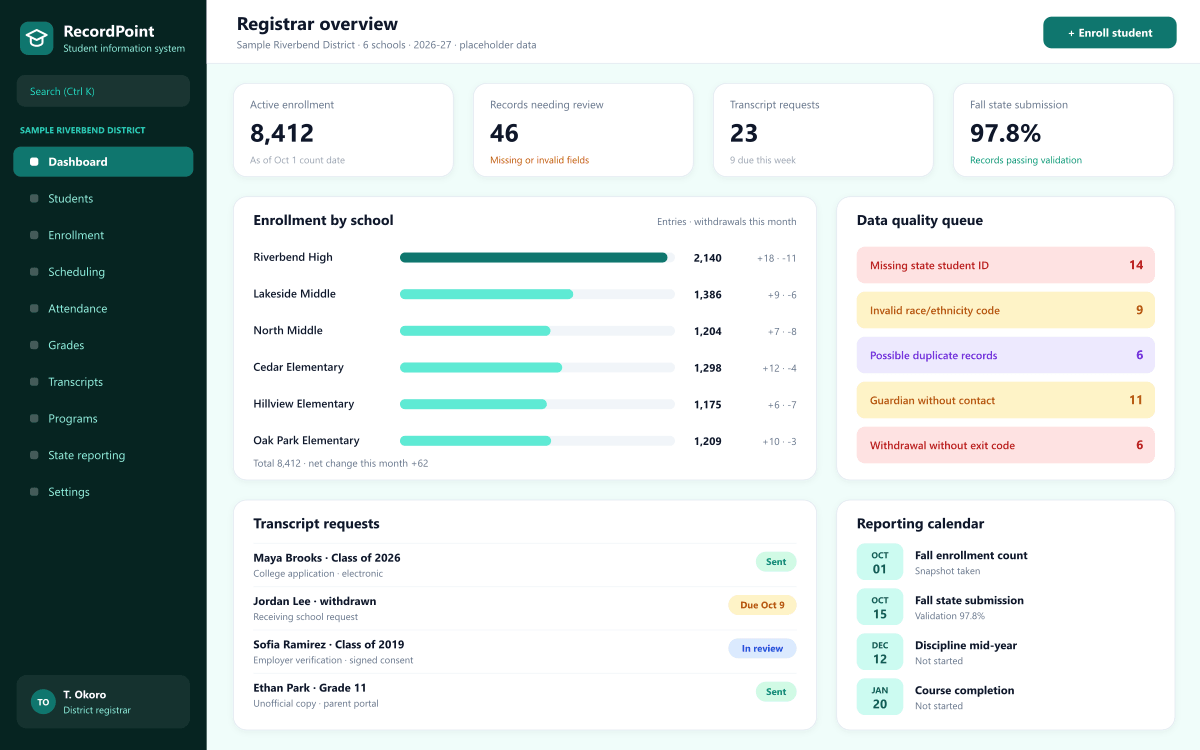 RecordPoint
Student information system
Search (Ctrl K)
SAMPLE RIVERBEND DISTRICT
Dashboard
Students
Enrollment
Scheduling
Attendance
Grades
Transcripts
Programs
State reporting
Settings
TO
T. Okoro
District registrar
Registrar overview
Sample Riverbend District · 6 schools · 2026-27 · placeholder data
+ Enroll student
Active enrollment
8,412
As of Oct 1 count date
Records needing review
46
Missing or invalid fields
Transcript requests
23
9 due this week
Fall state submission
97.8%
Records passing validation
Enrollment by school
Entries · withdrawals this month
Riverbend High 2,140 +18 · -11
Lakeside Middle 1,386 +9 · -6
North Middle 1,204 +7 · -8
Cedar Elementary 1,298 +12 · -4
Hillview Elementary 1,175 +6 · -7
Oak Park Elementary 1,209 +10 · -3
Total 8,412 · net change this month +62
Data quality queue
Missing state student ID 14
Invalid race/ethnicity code 9
Possible duplicate records 6
Guardian without contact 11
Withdrawal without exit code 6
Transcript requests
Maya Brooks · Class of 2026
College application · electronic
Sent
Jordan Lee · withdrawn
Receiving school request
Due Oct 9
Sofia Ramirez · Class of 2019
Employer verification · signed consent
In review
Ethan Park · Grade 11
Unofficial copy · parent portal
Sent
Reporting calendar
OCT
01
Fall enrollment count
Snapshot taken
OCT
15
Fall state submission
Validation 97.8%
DEC
12
Discipline mid-year
Not started
JAN
20
Course completion
Not started